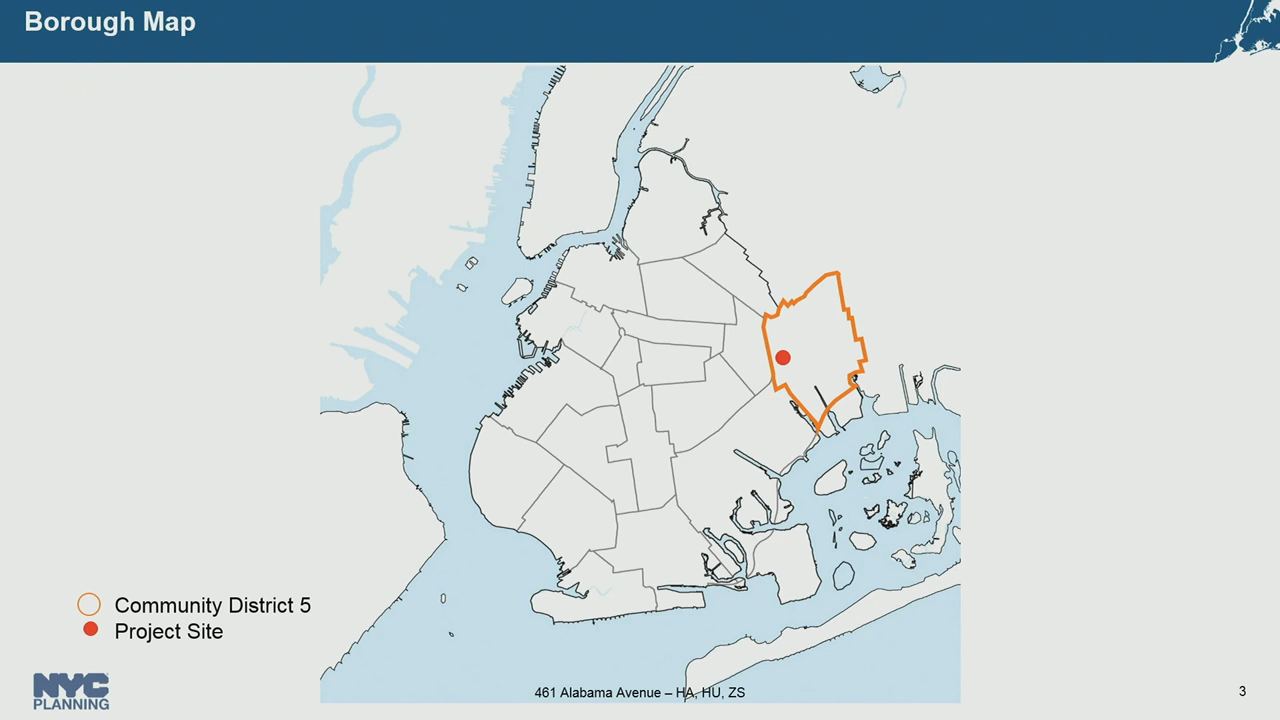 Borough Map
Community District 5
Project Site
NYC
PLANNING
461 Alabama Avenue – HA, HU, ZS
3